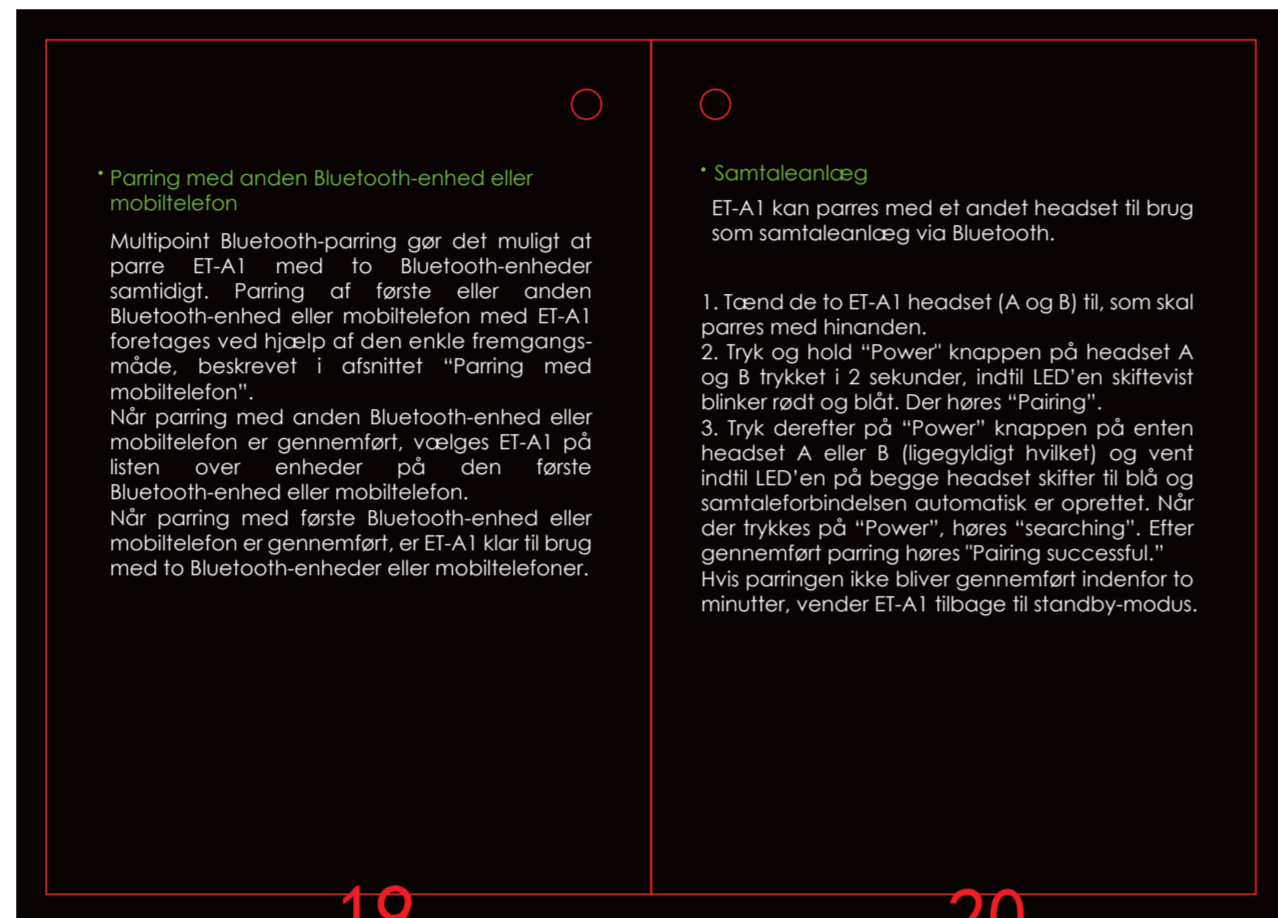 • Parring med anden Bluetooth-enhed eller
mobiltelefon
Multipoint Bluetooth-parring gør det muligt at
parre ET-A1 med to Bluetooth-enheder
samtidigt. Parring af første eller anden
Bluetooth-enhed eller mobiltelefon med ET-A1
foretages ved hjælp af den enkle fremgangs-
måde, beskrevet i afsnittet “Parring med
mobiltelefon”.
Når parring med anden Bluetooth-enhed eller
mobiltelefon er gennemført, vælges ET-A1 på
listen over enheder på den første
Bluetooth-enhed eller mobiltelefon.
Når parring med første Bluetooth-enhed eller
mobiltelefon er gennemført, er ET-A1 klar til brug
med to Bluetooth-enheder eller mobiltelefoner.
19
• Samtaleanlæg
ET-A1 kan parres med et andet headset til brug
som samtaleanlæg via Bluetooth.
1. Tænd de to ET-A1 headset (A og B) til, som skal
parres med hinanden.
2. Tryk og hold “Power" knappen på headset A
og B trykket i 2 sekunder, indtil LED’en skiftevist
blinker rødt og blåt. Der høres “Pairing”.
3. Tryk derefter på “Power” knappen på enten
headset A eller B (ligegyldigt hvilket) og vent
indtil LED’en på begge headset skifter til blå og
samtaleforbindelsen automatisk er oprettet. Når
der trykkes på “Power”, høres “searching”. Efter
gennemført parring høres "Pairing successful.”
Hvis parringen ikke bliver gennemført indenfor to
minutter, vender ET-A1 tilbage til standby-modus.
20